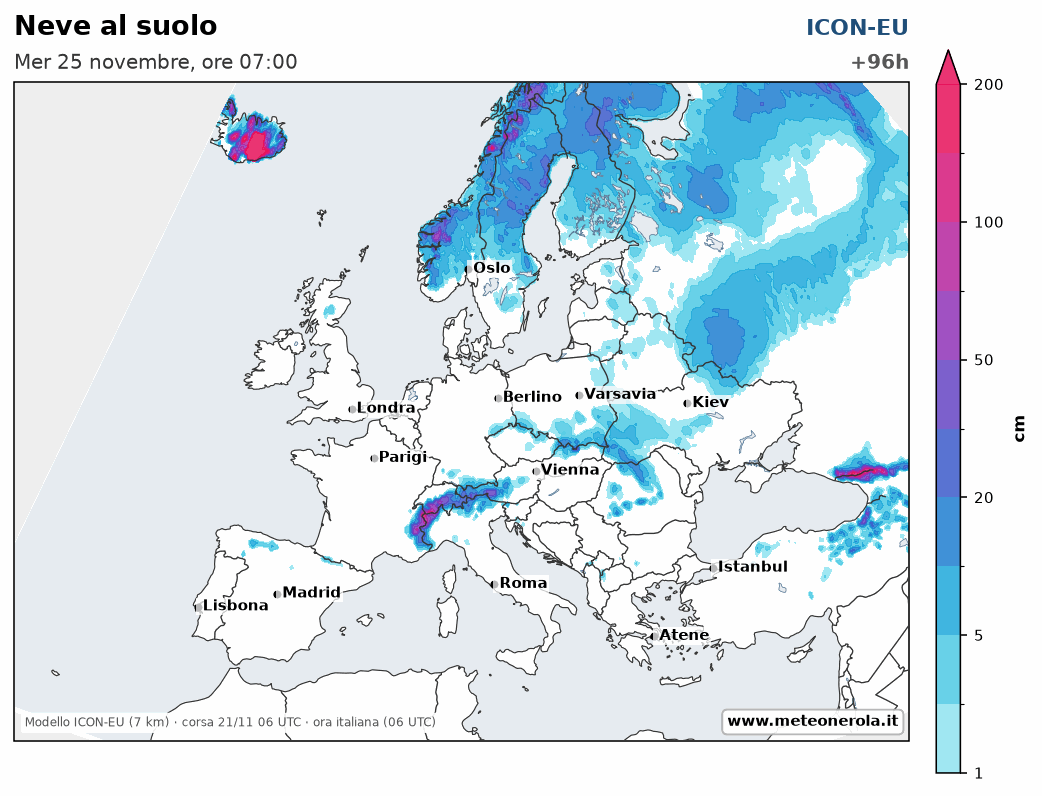 Neve al suolo
ICON-EU
Mer 25 novembre, ore 07:00
+96h
200
100
50
20
5
1
cm
Oslo
Londra
Berlino
Varsavia
Kiev
Parigi
Vienna
Istanbul
Roma
Madrid
Lisbona
Atene
Modello ICON-EU (7 km) · corsa 21/11 06 UTC · ora italiana (06 UTC)
www.meteonerola.it